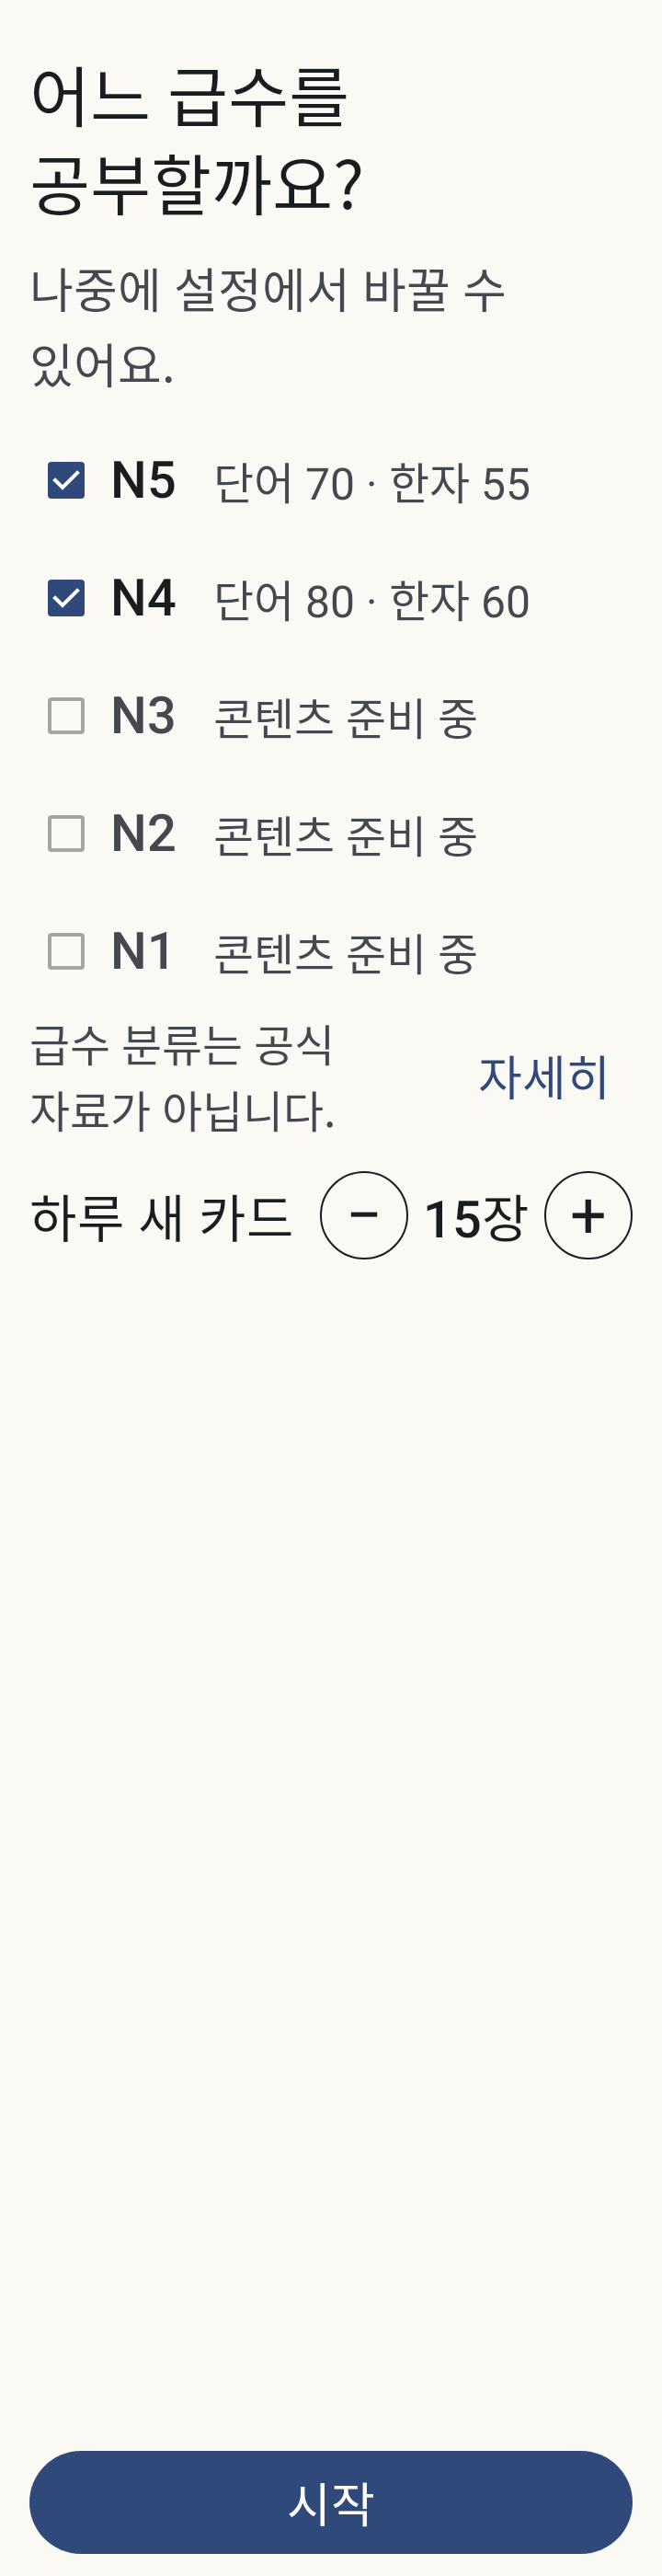 어느 급수를
공부할까요?
나중에 설정에서 바꿀 수
있어요.
N5 단어 70 · 한자 55
N4 단어 80 · 한자 60
N3 콘텐츠 준비 중
N2 콘텐츠 준비 중
N1 콘텐츠 준비 중
급수 분류는 공식
자료가 아닙니다.
자세히
하루 새 카드 − 15장 +
시작